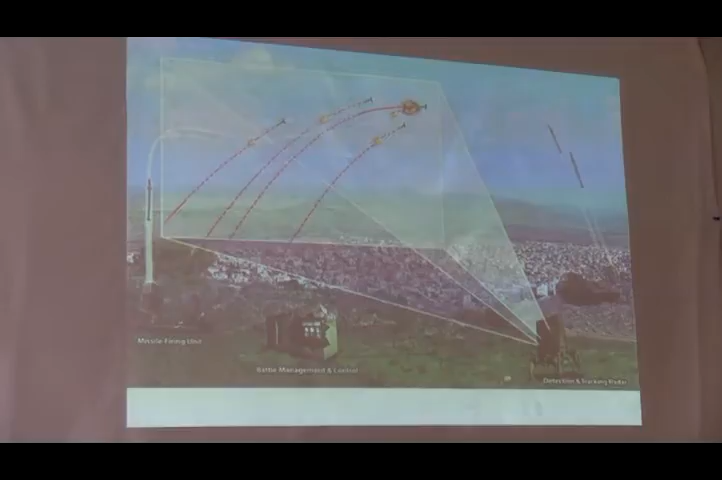 Missile Firing Unit
Battle Management & Control
Detection & Tracking Radar